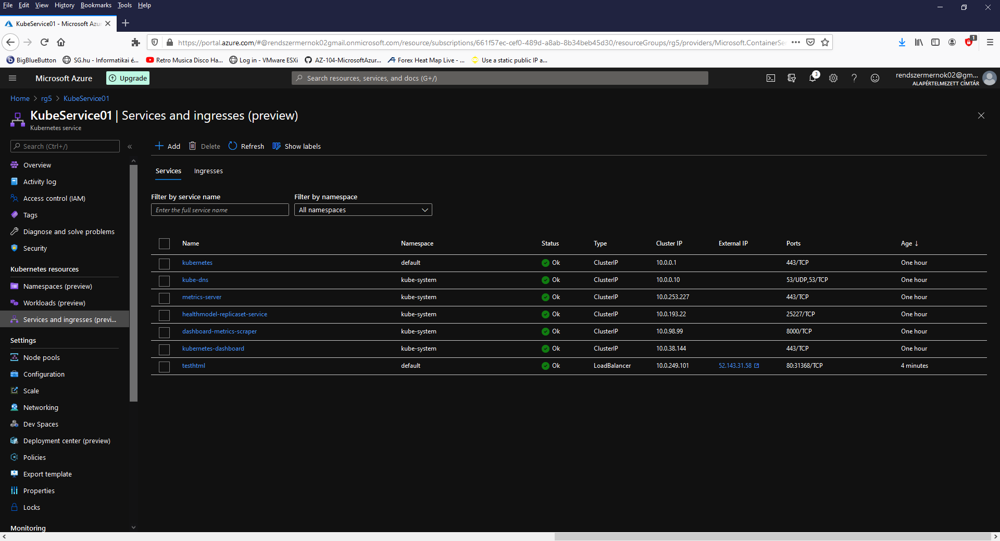 File Edit View History Bookmarks Tools Help
KubeService01 - Microsoft Azu
https://portal.azure.com/#@rendszermernok02gmail.onmicrosoft.com/resource/subscriptions/661f57ec-cef0-489d-a8ab-8b34beb45d30/resourceGroups/rg5/providers/Microsoft.ContainerSe
1
BigBlueButton SG.hu - Informatikai é... Retro Musica Disco Ha... Log in - VMware ESXi AZ-104-MicrosoftAzur... Forex Heat Map Live - ... Use a static public IP a...
Microsoft Azure Upgrade Search resources, services, and docs (G+/) 3 rendszermernok02@gm...
ALAPÉRTELMEZETT CÍMTÁR
Home > rg5 > KubeService01
KubeService01 | Services and ingresses (preview)
Kubernetes service
Search (Ctrl+/) «
Overview
Activity log
Access control (IAM)
Tags
Diagnose and solve problems
Security
Kubernetes resources
Namespaces (preview)
Workloads (preview)
Services and ingresses (previ...
Settings
Node pools
Configuration
Scale
Networking
Dev Spaces
Deployment center (preview)
Policies
Export template
Properties
Locks
Monitoring
Add Delete Refresh Show labels
Services Ingresses
Filter by service name Filter by namespace
Enter the full service name All namespaces
Name Namespace Status Type Cluster IP External IP Ports Age ↓
kubernetes default Ok ClusterIP 10.0.0.1 443/TCP One hour
kube-dns kube-system Ok ClusterIP 10.0.0.10 53/UDP,53/TCP One hour
metrics-server kube-system Ok ClusterIP 10.0.253.227 443/TCP One hour
healthmodel-replicaset-service kube-system Ok ClusterIP 10.0.193.22 25227/TCP One hour
dashboard-metrics-scraper kube-system Ok ClusterIP 10.0.98.99 8000/TCP One hour
kubernetes-dashboard kube-system Ok ClusterIP 10.0.38.144 443/TCP One hour
testhtml default Ok LoadBalancer 10.0.249.101 52.143.31.58 80:31368/TCP 4 minutes